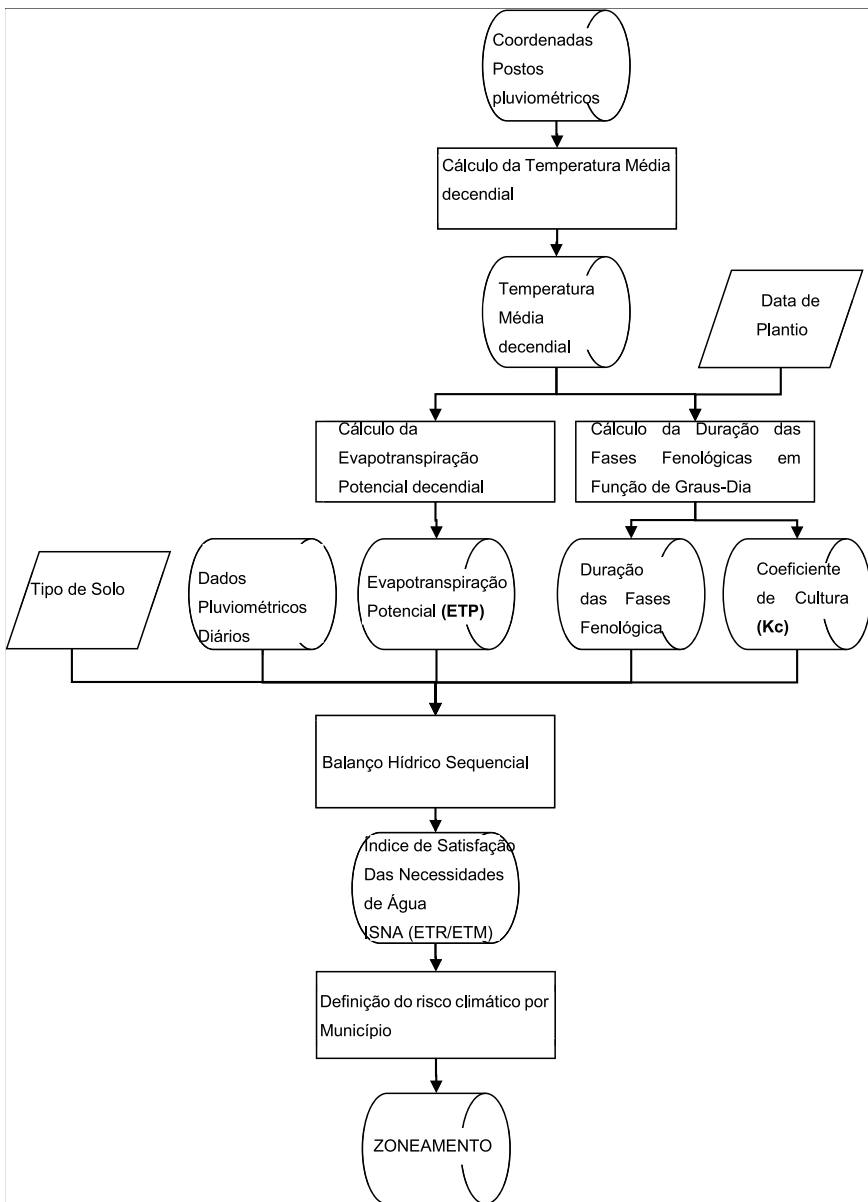 Coordenadas
Postos
pluviométricos
Cálculo da Temperatura Média
decendial
Temperatura
Média
decendial
Data de
Plantio
Cálculo da
Evapotranspiração
Potencial decendial
Cálculo da Duração das
Fases Fenológicas em
Função de Graus-Dia
Tipo de Solo
Dados
Pluviométricos
Diários
Evapotranspiração
Potencial (ETP)
Duração
das Fases
Fenológica
Coeficiente
de Cultura
(Kc)
Balanço Hídrico Sequencial
Índice de Satisfação
Das Necessidades
de Água
ISNA (ETR/ETM)
Definição do risco climático por
Município
ZONEAMENTO